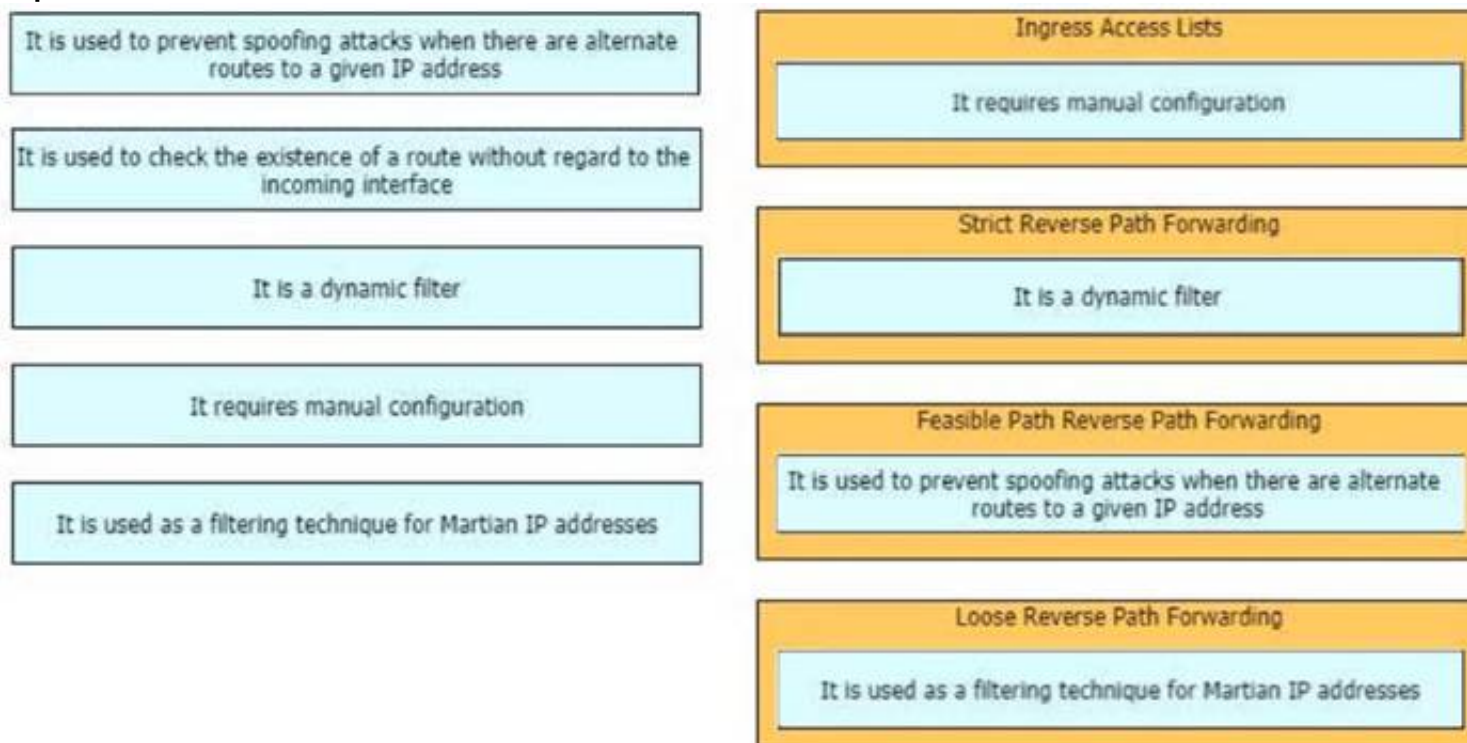 It is used to prevent spoofing attacks when there are alternate
routes to a given IP address
It is used to check the existence of a route without regard to the
incoming interface
It is a dynamic filter
It requires manual configuration
It is used as a filtering technique for Martian IP addresses
Ingress Access Lists
It requires manual configuration
Strict Reverse Path Forwarding
It is a dynamic filter
Feasible Path Reverse Path Forwarding
It is used to prevent spoofing attacks when there are alternate
routes to a given IP address
Loose Reverse Path Forwarding
It is used as a filtering technique for Martian IP addresses